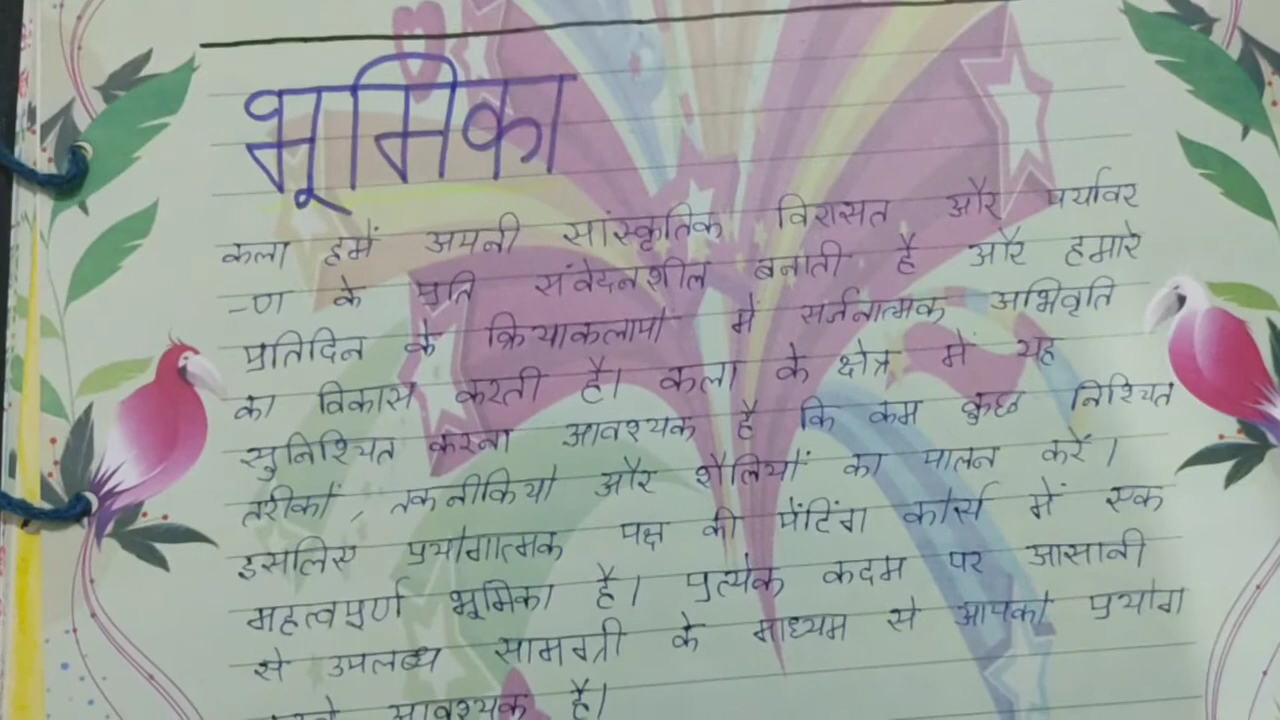 भूमिका
कला हमें अपनी सांस्कृतिक विरासत और पर्यावर
-ण के प्रति संवेदनशील बनाती है और हमारे
प्रतिदिन के क्रियाकलापों में सर्जनात्मक अभिवृति
का विकास करती है। कला के क्षेत्र में यह
सुनिश्चित करना आवश्यक है कि कम कुछ निश्चित
तरीकों, तकनीकियों और शैलियों का पालन करें।
इसलिए प्रयोगात्मक पक्ष की पेंटिंग कोर्स में एक
महत्वपूर्ण भूमिका है। प्रत्येक कदम पर आसानी
से उपलब्ध सामग्री के माध्यम से आपको प्रयोग
आवश्यक है।